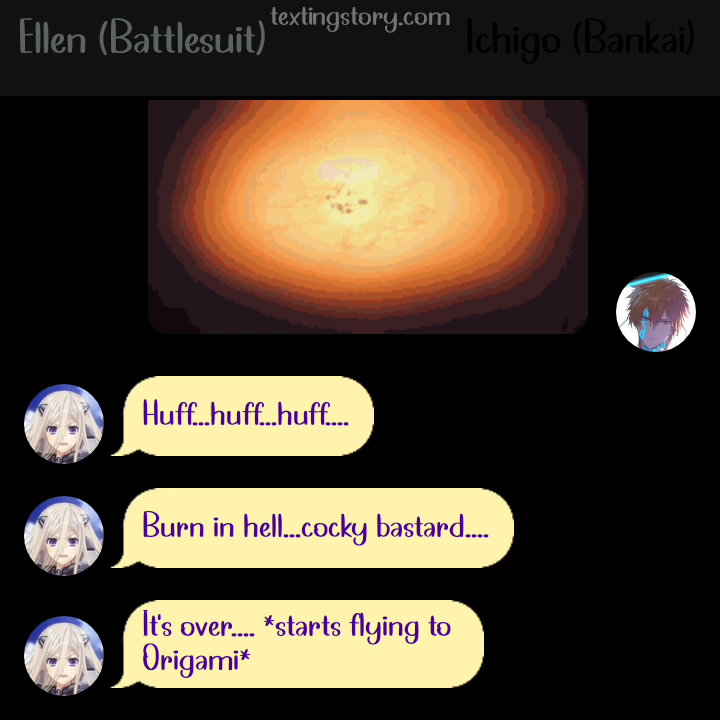 textingstory.com
Ellen (Battlesuit)
Ichigo (Bankai)
Huff...huff...huff....
Burn in hell...cocky bastard....
It's over.... *starts flying to
Origami*